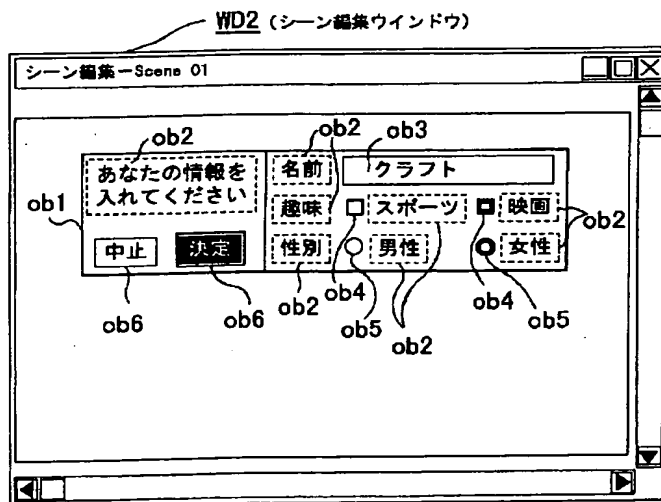 WD2 (シーン編集ウインドウ)
シーン編集ーScene 01
ob2 ob2 ob3
あなたの情報を
入れてください
名前 クラフト
ob1
趣味 スポーツ 映画
ob2
中止 決定 性別 男性 女性
ob6 ob6 ob2 ob4 ob5 ob2 ob4 ob5